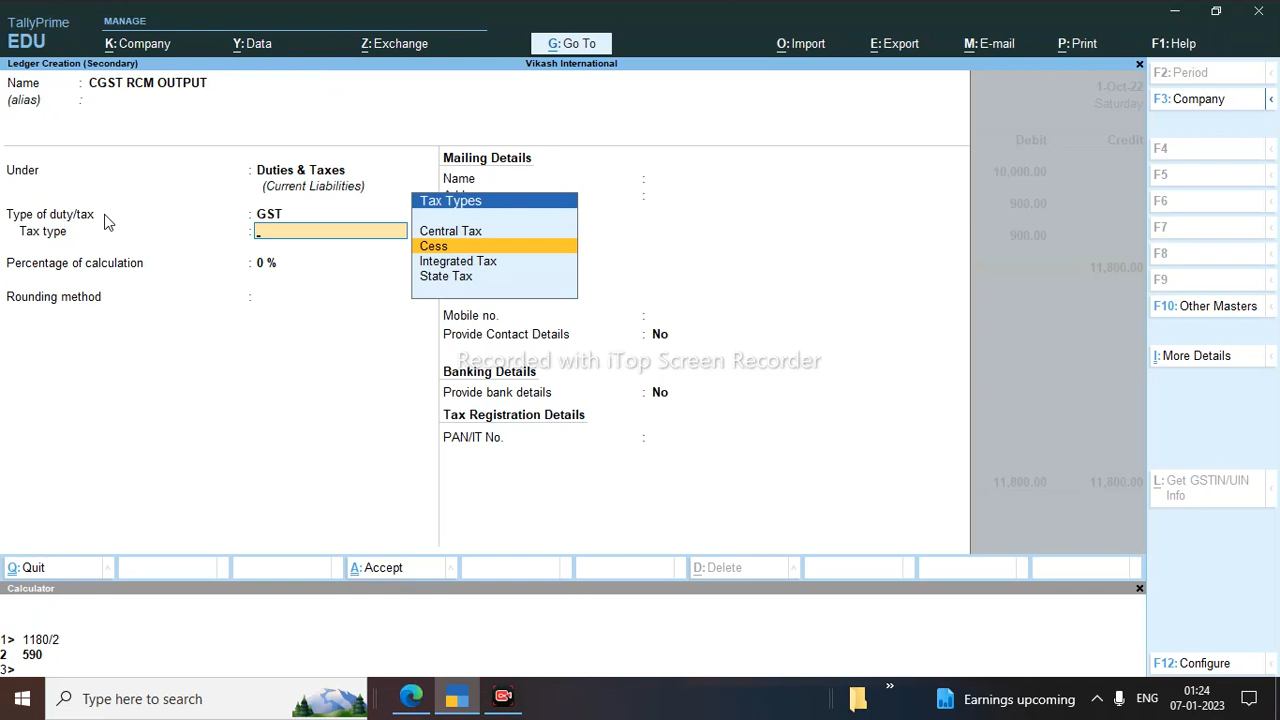 TallyPrime
EDU
MANAGE
K: Company
Y: Data
Z: Exchange
G: Go To
O: Import
E: Export
M: E-mail
P: Print
F1: Help
Ledger Creation (Secondary)
Vikash International
Name : CGST RCM OUTPUT
(alias) :
Under : Duties & Taxes
(Current Liabilities)
Type of duty/tax : GST
Tax type :
Percentage of calculation : 0 %
Rounding method :
Tax Types
Central Tax
Cess
Integrated Tax
State Tax
Mailing Details
Name :
:
Mobile no. :
Provide Contact Details : No
Recorded with iTop Screen Recorder
Banking Details
Provide bank details : No
Tax Registration Details
PAN/IT No. :
1-Oct-22
Saturday
Debit Credit
10,000.00
900.00
900.00
11,800.00
11,800.00 11,800.00
F2: Period
F3: Company
F4
F5
F6
F7
F8
F9
F10: Other Masters
I: More Details
L: Get GSTIN/UIN
Info
F12: Configure
Q: Quit
A: Accept
D: Delete
Calculator
1> 1180/2
2 590
3>
Type here to search
Earnings upcoming
ENG
01:24
07-01-2023